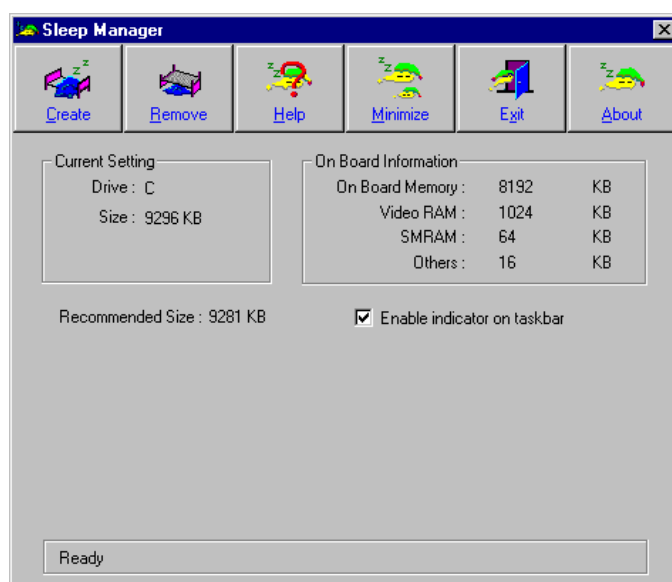 Sleep Manager
z z z
Create
Remove
z z
Help
z z
Minimize
Exit
z z
About
Current Setting
Drive : C
Size : 9296 KB
On Board Information
On Board Memory : 8192 KB
Video RAM : 1024 KB
SMRAM : 64 KB
Others : 16 KB
Recommended Size : 9281 KB
Enable indicator on taskbar
Ready